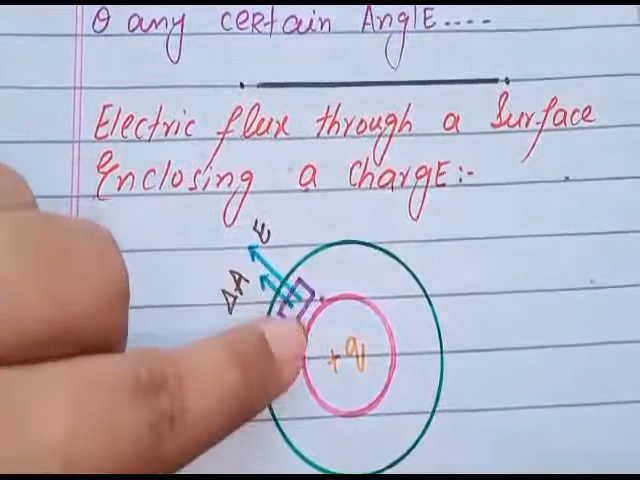 θ any certain Angle....
Electric flux through a Surface
Enclosing a charge:-
E
ΔA
+q